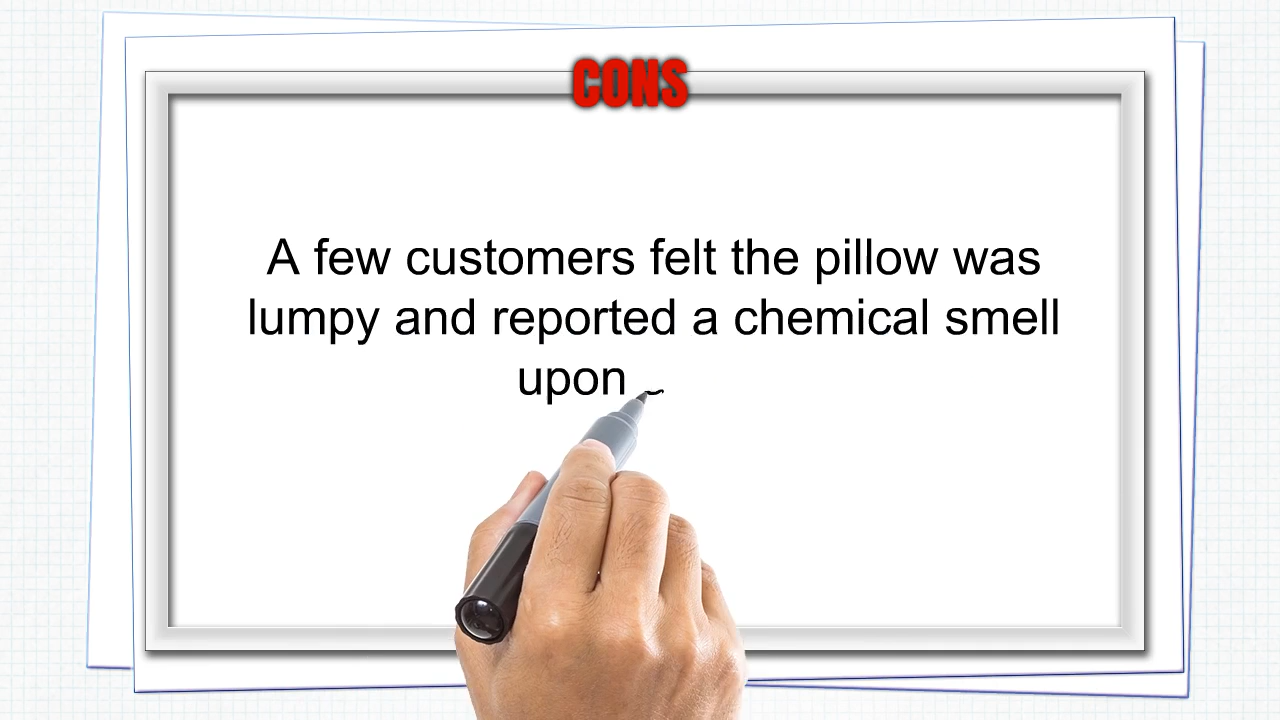 CONS
A few customers felt the pillow was
lumpy and reported a chemical smell
upon